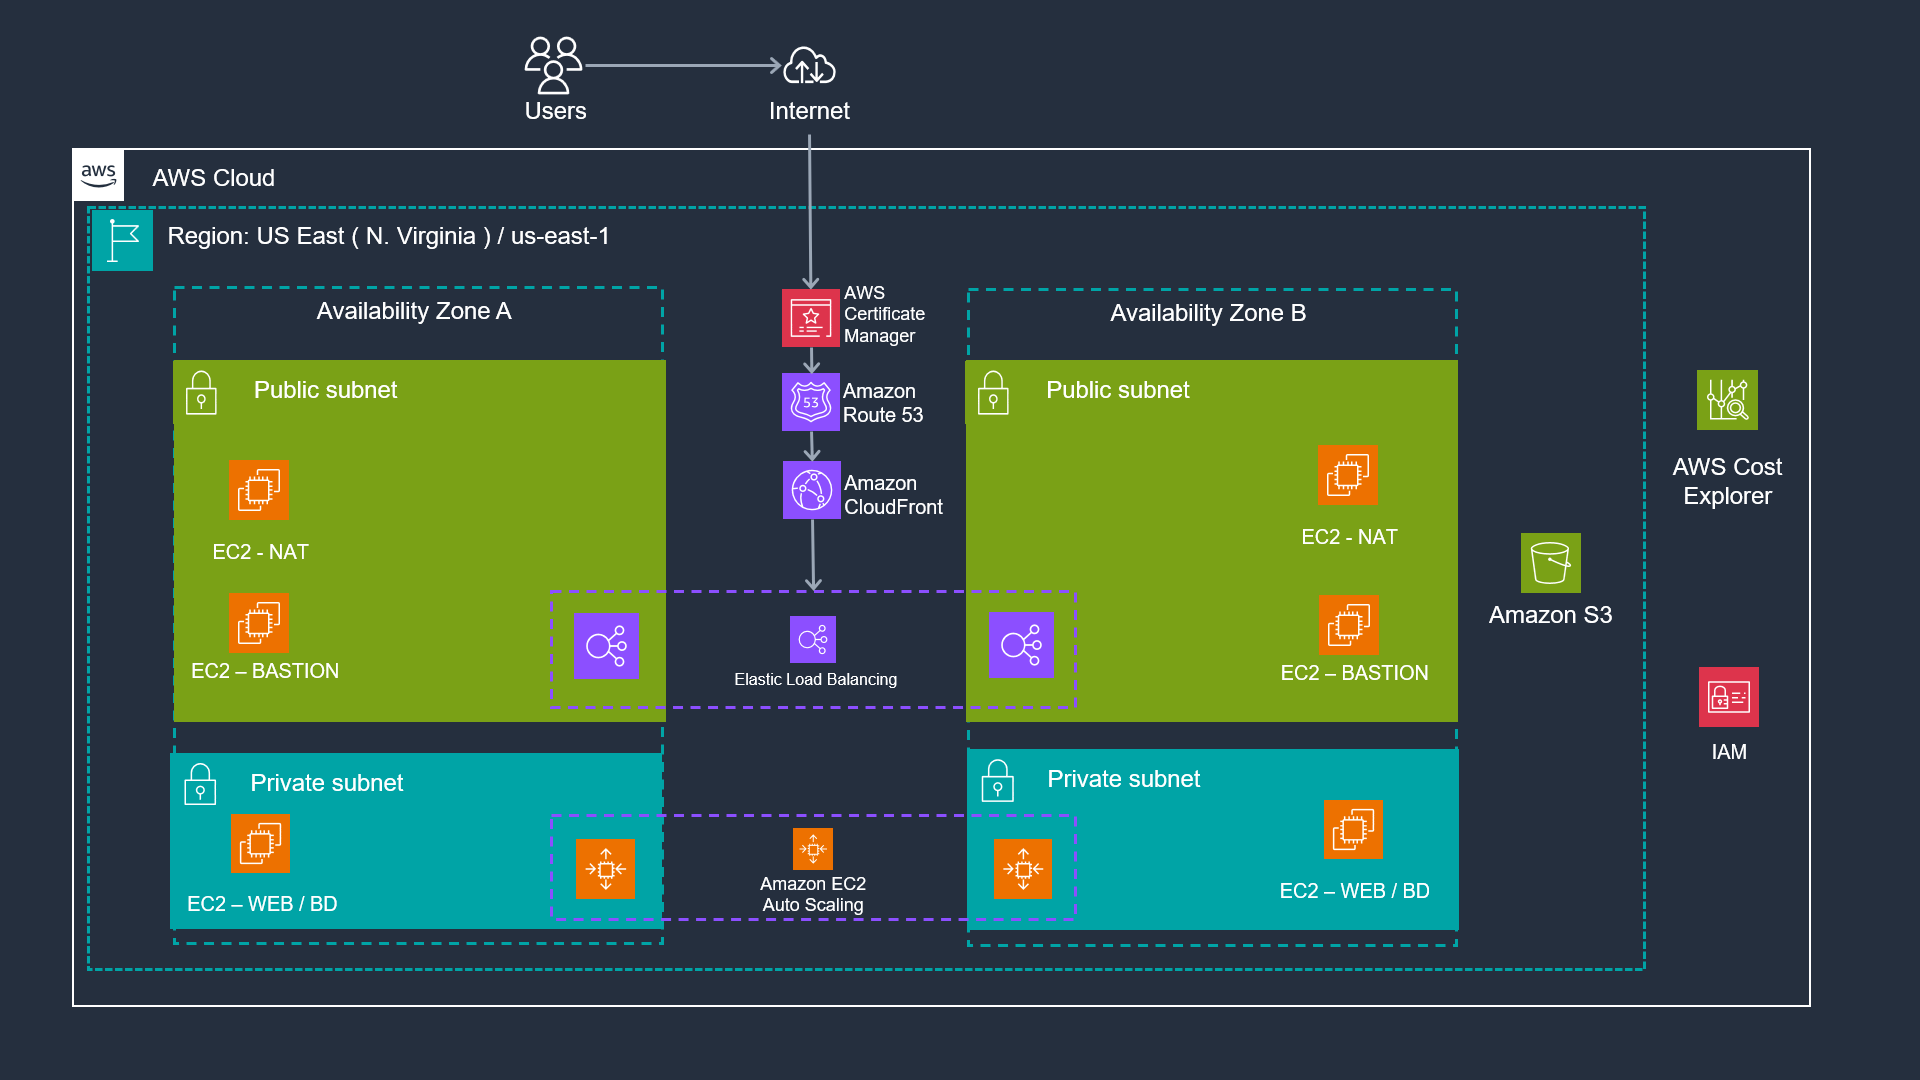 Users
Internet
aws
AWS Cloud
Region: US East ( N. Virginia ) / us-east-1
Availability Zone A
AWS
Certificate
Manager
Availability Zone B
Public subnet
Amazon
Route 53
53
Public subnet
Amazon
CloudFront
AWS Cost
Explorer
EC2 - NAT
EC2 - NAT
EC2 – BASTION
Elastic Load Balancing
EC2 – BASTION
Amazon S3
IAM
Private subnet
Private subnet
EC2 – WEB / BD
Amazon EC2
Auto Scaling
EC2 – WEB / BD